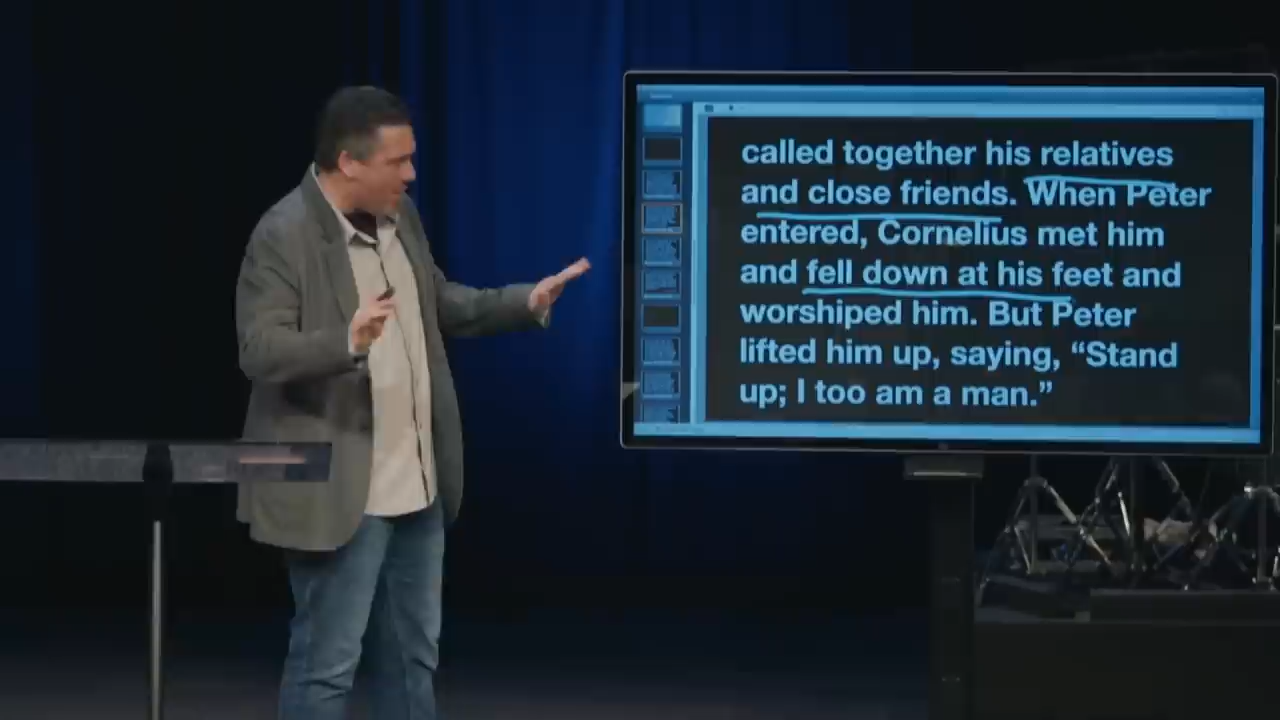 called together his relatives
and close friends. When Peter
entered, Cornelius met him
and fell down at his feet and
worshiped him. But Peter
lifted him up, saying, “Stand
up; I too am a man.”